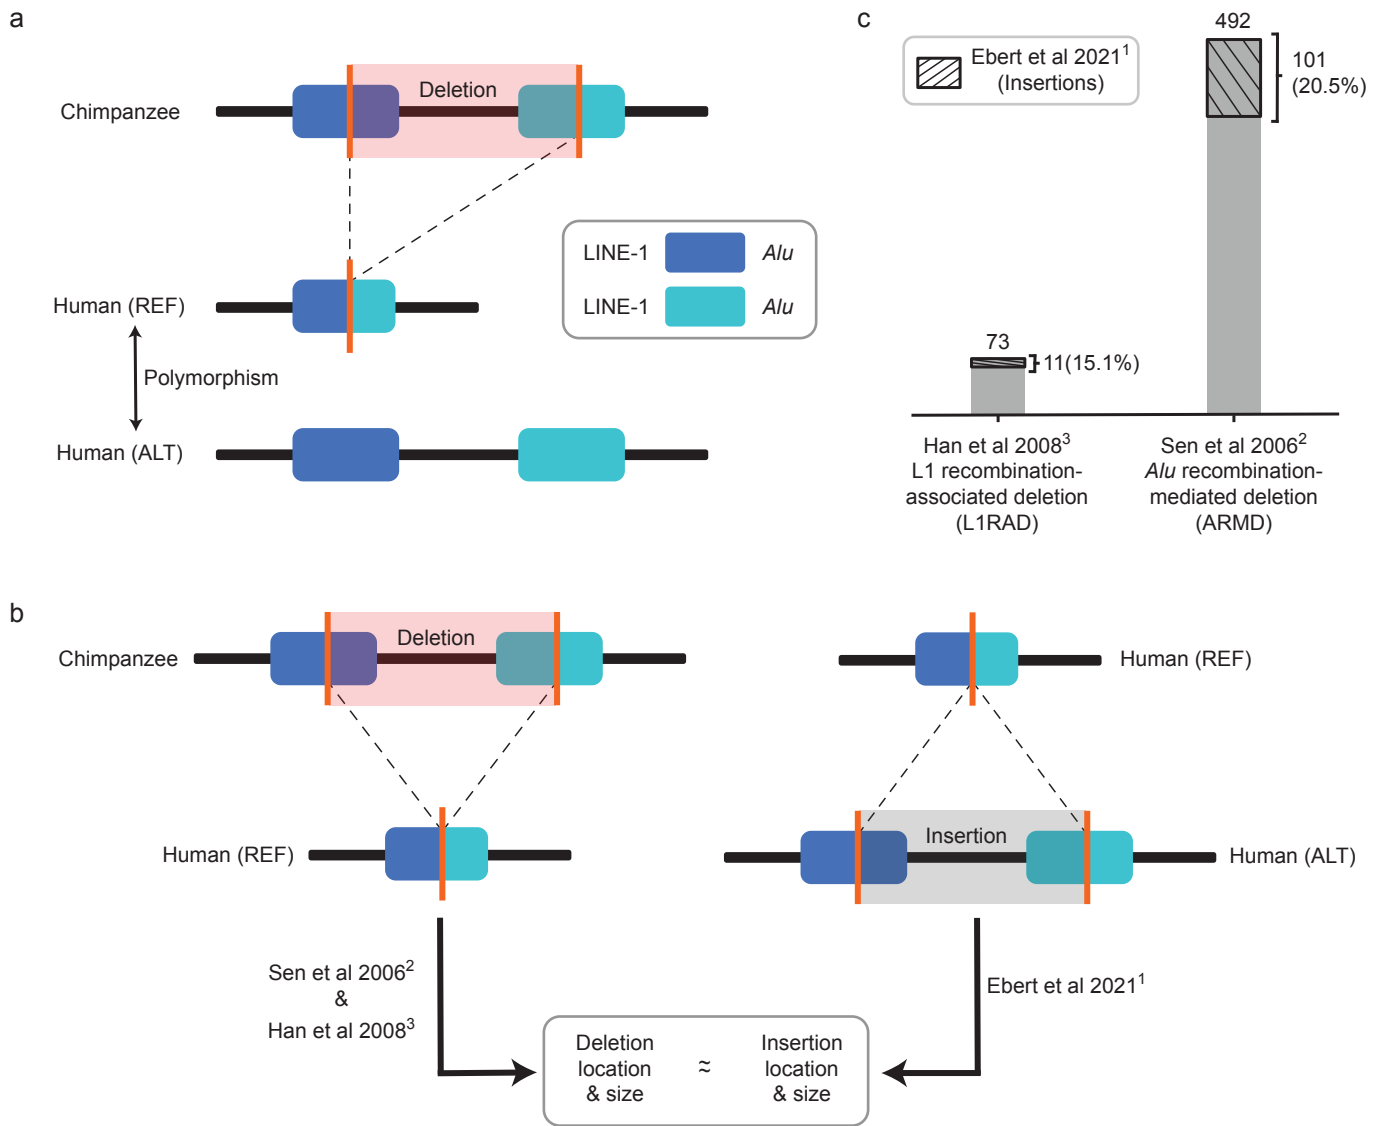 a
Chimpanzee
Deletion
Human (REF)
Polymorphism
Human (ALT)
LINE-1 Alu
LINE-1 Alu
c
Ebert et al 2021¹
(Insertions)
492
101
(20.5%)
73
11(15.1%)
Han et al 2008³
L1 recombination-
associated deletion
(L1RAD)
Sen et al 2006²
Alu recombination-
mediated deletion
(ARMD)
b
Chimpanzee
Deletion
Human (REF)
Sen et al 2006²
&
Han et al 2008³
Human (REF)
Insertion
Human (ALT)
Ebert et al 2021¹
Deletion
location
& size
≈
Insertion
location
& size